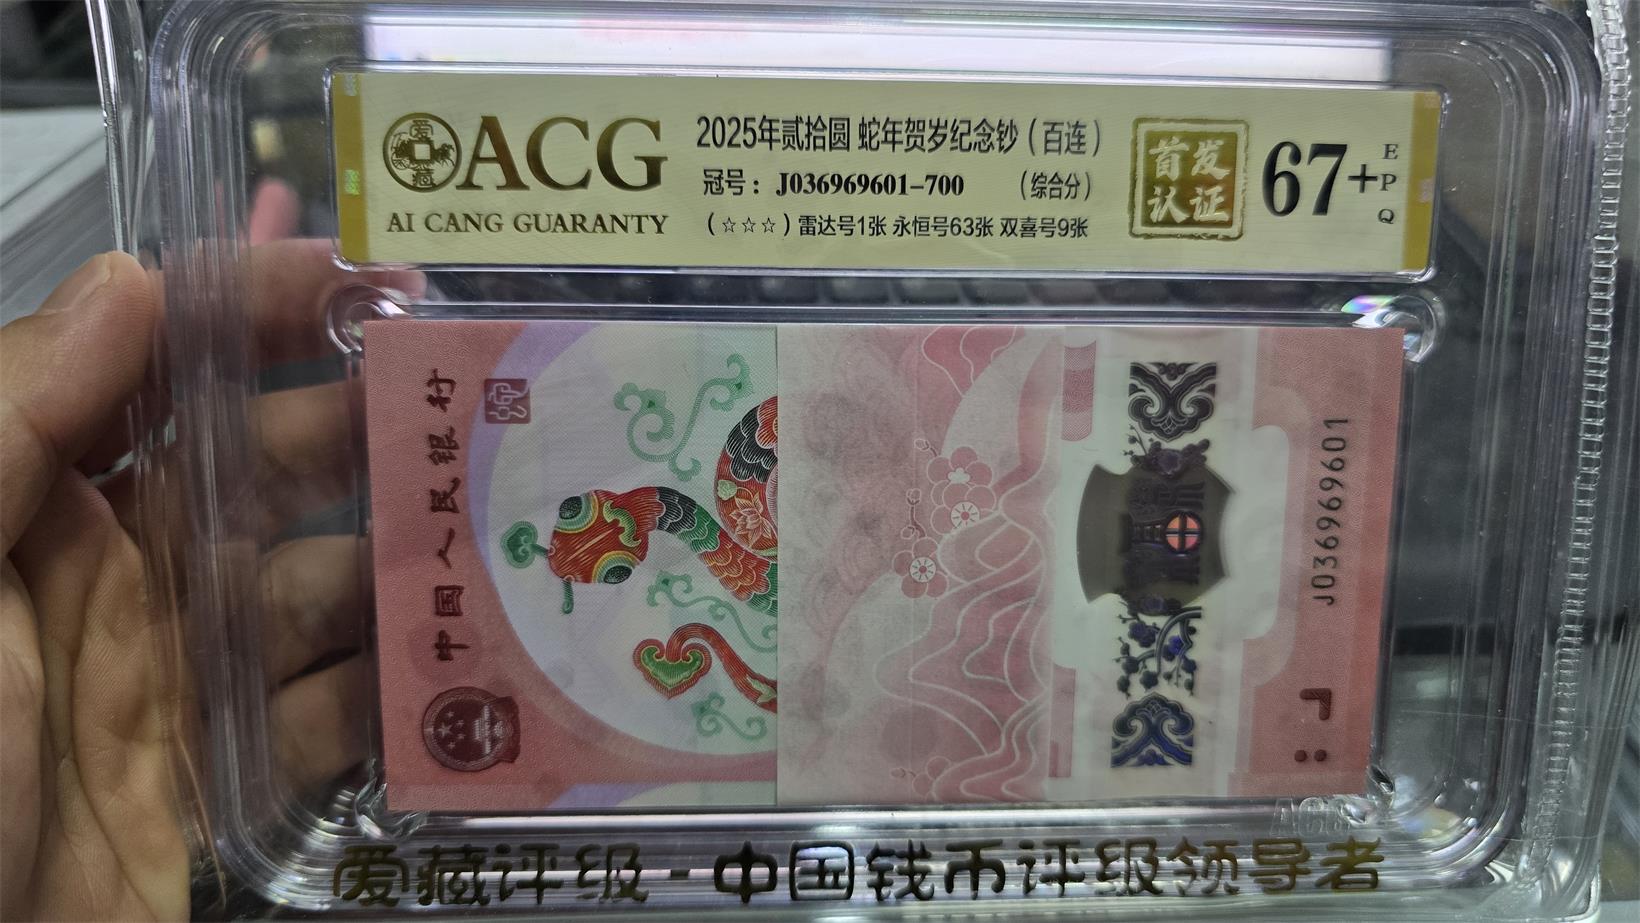 爱藏
ACG
AI CANG GUARANTY
2025年贰拾圆 蛇年贺岁纪念钞（百连）
冠号：J036969601-700 （综合分）
（☆☆☆）雷达号1张 永恒号63张 双喜号9张
首发
认证
67+
EPQ
中国人民银行
J036969601
爱藏评级·中国钱币评级领导者